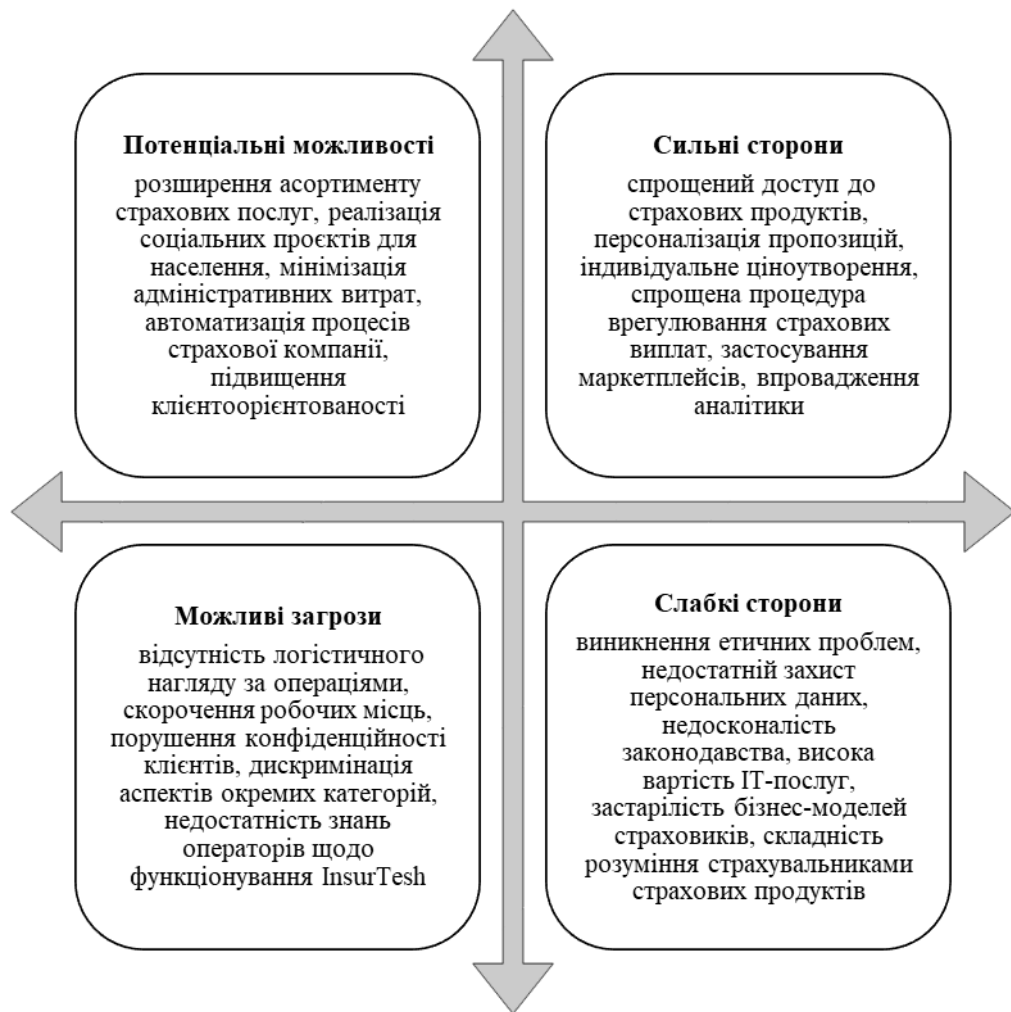 Потенціальні можливості
розширення асортименту
страхових послуг, реалізація
соціальних проєктів для
населення, мінімізація
адміністративних витрат,
автоматизація процесів
страхової компанії,
підвищення
клієнтоорієнтованості
Сильні сторони
спрощений доступ до
страхових продуктів,
персоналізація пропозицій,
індивідуальне ціноутворення,
спрощена процедура
врегулювання страхових
виплат, застосування
маркетплейсів, впровадження
аналітики
Можливі загрози
відсутність логістичного
нагляду за операціями,
скорочення робочих місць,
порушення конфіденційності
клієнтів, дискримінація
аспектів окремих категорій,
недостатність знань
операторів щодо
функціонування InsurTesh
Слабкі сторони
виникнення етичних проблем,
недостатній захист
персональних даних,
недосконалість
законодавства, висока
вартість ІТ-послуг,
застарілість бізнес-моделей
страховиків, складність
розуміння страхувальниками
страхових продуктів